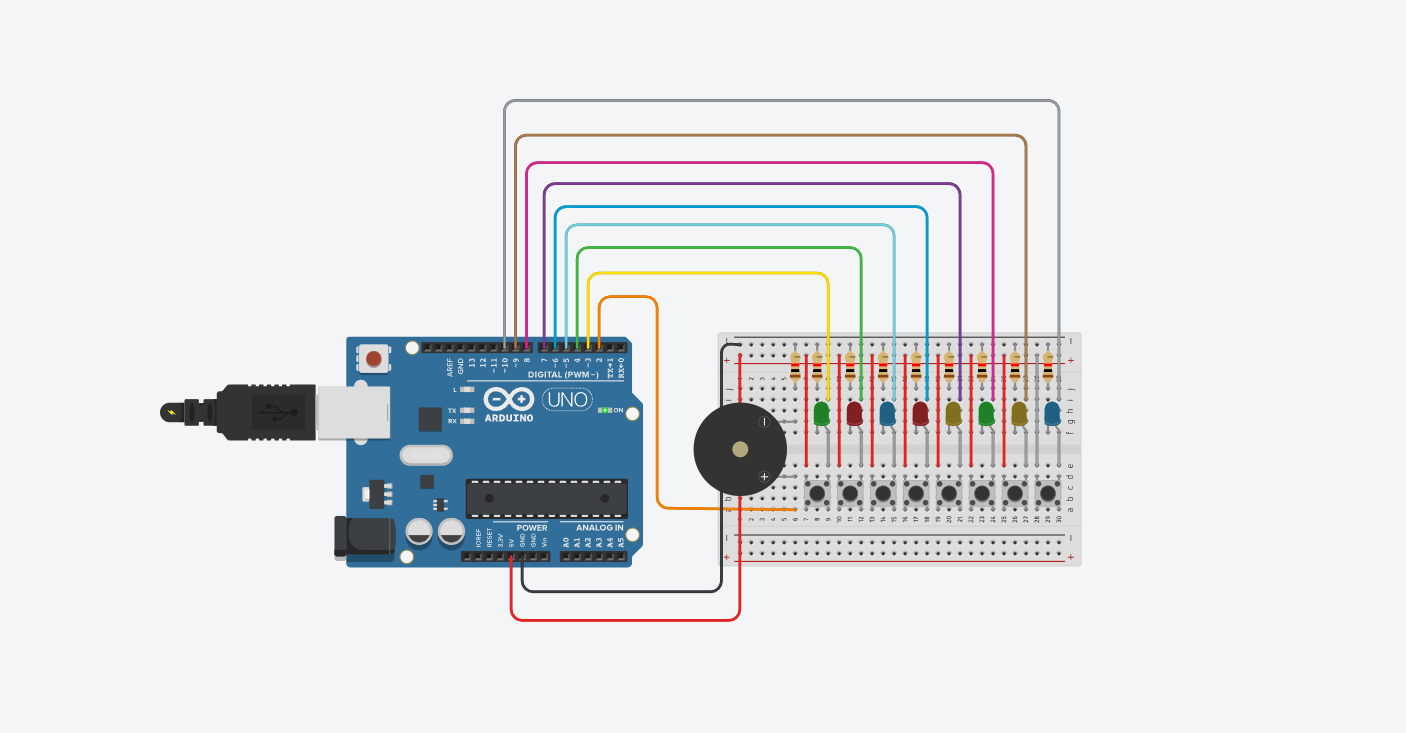 AREF
GND
13
12
~11
~10
~9
8
7
~6
~5
4
~3
2
TX→1
RX←0
DIGITAL (PWM~)
L
TX
RX
ARDUINO
UNO
ON
POWER
ANALOG IN
IOREF
RESET
3.3V
5V
GND
GND
Vin
A0
A1
A2
A3
A4
A5
− −
+ +
j j
i
h
g
f
−
+
e
d
c
b b
a a
1 2 3 4 5 6 7 8 9 10 11 12 13 14 15 16 17 18 19 20 21 22 23 24 25 26 27 28 29 30
− −
+ +